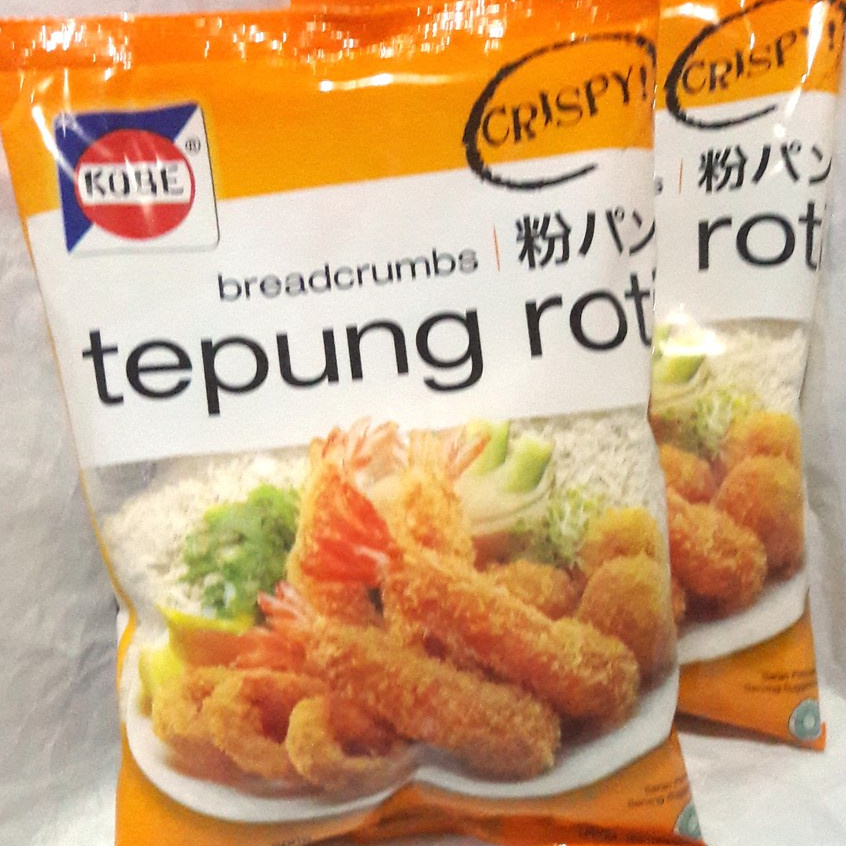 CRISPY!
KOBE®
breadcrumbs | 粉パン
tepung roti
CRISPY!
粉パン
roti